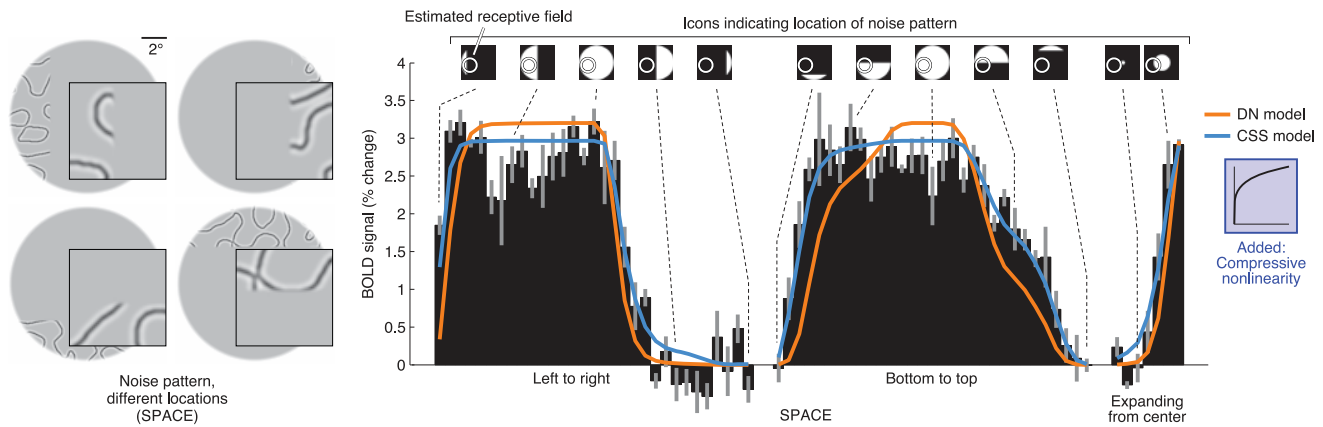 2°
Noise pattern,
different locations
(SPACE)
Estimated receptive field
Icons indicating location of noise pattern
BOLD signal (% change)
4
3.5
3
2.5
2
1.5
1
0.5
0
Left to right
Bottom to top
Expanding
from center
SPACE
DN model
CSS model
Added:
Compressive
nonlinearity